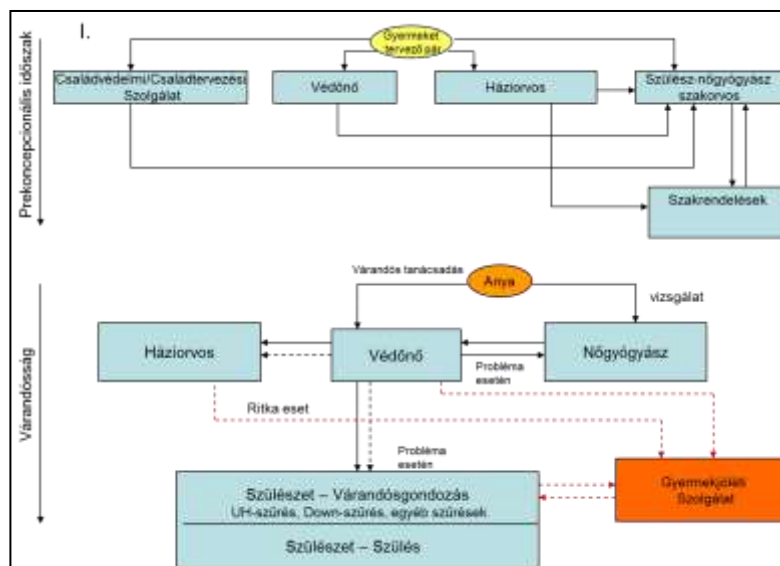 I.
Prekoncepcionális időszak
Gyermeket
tervező pár
Családvédelmi/Családtervezési
Szolgálat
Védőnő
Háziorvos
Szülész-nőgyógyász
szakorvos
Szakrendelések
Várandósság
Várandós tanácsadás
Anya
vizsgálat
Háziorvos
Védőnő
Nőgyógyász
Probléma
esetén
Ritka eset
Probléma
esetén
Szülészet – Várandósgondozás
UH-szűrés, Down-szűrés, egyéb szűrések
Szülészet – Szülés
Gyermekjóléti
Szolgálat